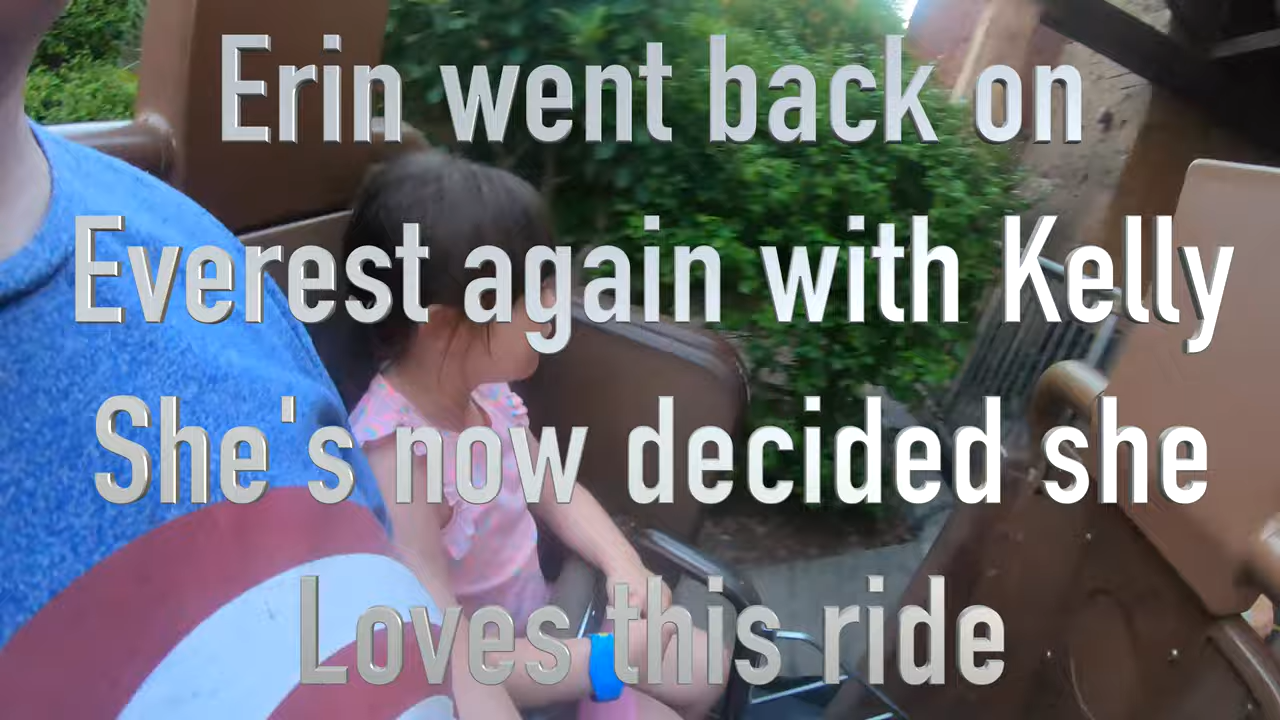 Erin went back on
Everest again with Kelly
She's now decided she
Loves this ride